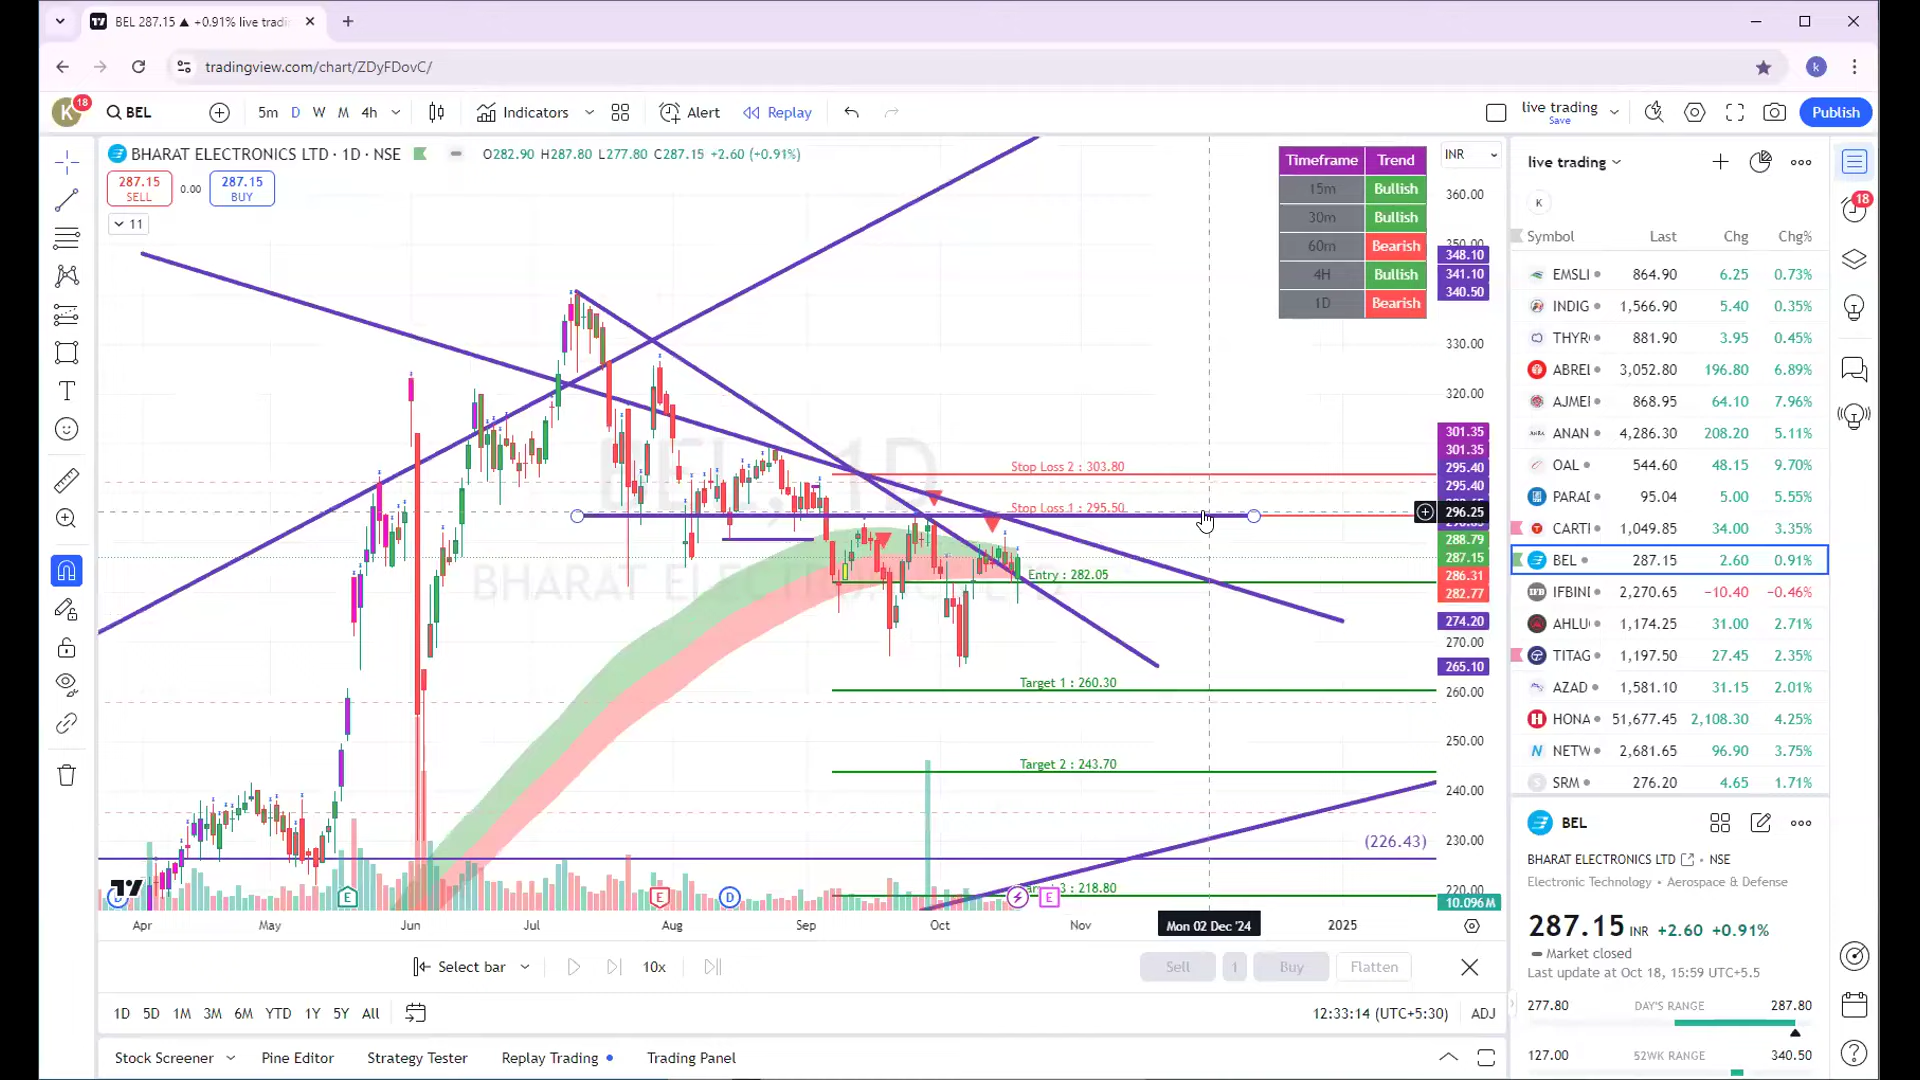 BEL 287.15 ▲ +0.91% live tradi
tradingview.com/chart/ZDyFDovC/
K
18
BEL
5m D W M 4h
Indicators
Alert
Replay
live trading
Save
Publish
k
BHARAT ELECTRONICS LTD · 1D · NSE O282.90 H287.80 L277.80 C287.15 +2.60 (+0.91%)
287.15
SELL
0.00
287.15
BUY
11
Timeframe Trend
15m Bullish
30m Bullish
60m Bearish
4H Bullish
1D Bearish
INR
360.00
350.00
348.10
341.10
340.50
330.00
320.00
301.35
301.35
295.40
295.40
296.25
288.79
287.15
286.31
282.77
274.20
270.00
265.10
260.00
250.00
240.00
230.00
220.00
10.096M
BEL, 1D
BHARAT ELECTRONICS LTD
Stop Loss 2 : 303.80
Stop Loss 1 : 295.50
Entry : 282.05
Target 1 : 260.30
Target 2 : 243.70
(226.43)
3 : 218.80
E E D E
Apr May Jun Jul Aug Sep Oct Nov Mon 02 Dec '24 2025
Select bar
10x
Sell 1 Buy Flatten
1D 5D 1M 3M 6M YTD 1Y 5Y All
12:33:14 (UTC+5:30) ADJ
Stock Screener Pine Editor Strategy Tester Replay Trading Trading Panel
live trading
K
Symbol Last Chg Chg%
EMSLI 864.90 6.25 0.73%
INDIG 1,566.90 5.40 0.35%
THYR 881.90 3.95 0.45%
ABREL 3,052.80 196.80 6.89%
AJMEI 868.95 64.10 7.96%
ANAN 4,286.30 208.20 5.11%
OAL 544.60 48.15 9.70%
PARAI 95.04 5.00 5.55%
CARTI 1,049.85 34.00 3.35%
BEL 287.15 2.60 0.91%
IFBINI 2,270.65 −10.40 −0.46%
AHLU 1,174.25 31.00 2.71%
TITAG 1,197.50 27.45 2.35%
AZAD 1,581.10 31.15 2.01%
HONA 51,677.45 2,108.30 4.25%
NETW 2,681.65 96.90 3.75%
SRM 276.20 4.65 1.71%
BEL
BHARAT ELECTRONICS LTD • NSE
Electronic Technology • Aerospace & Defense
287.15 INR +2.60 +0.91%
Market closed
Last update at Oct 18, 15:59 UTC+5.5
277.80 DAY'S RANGE 287.80
127.00 52WK RANGE 340.50
18